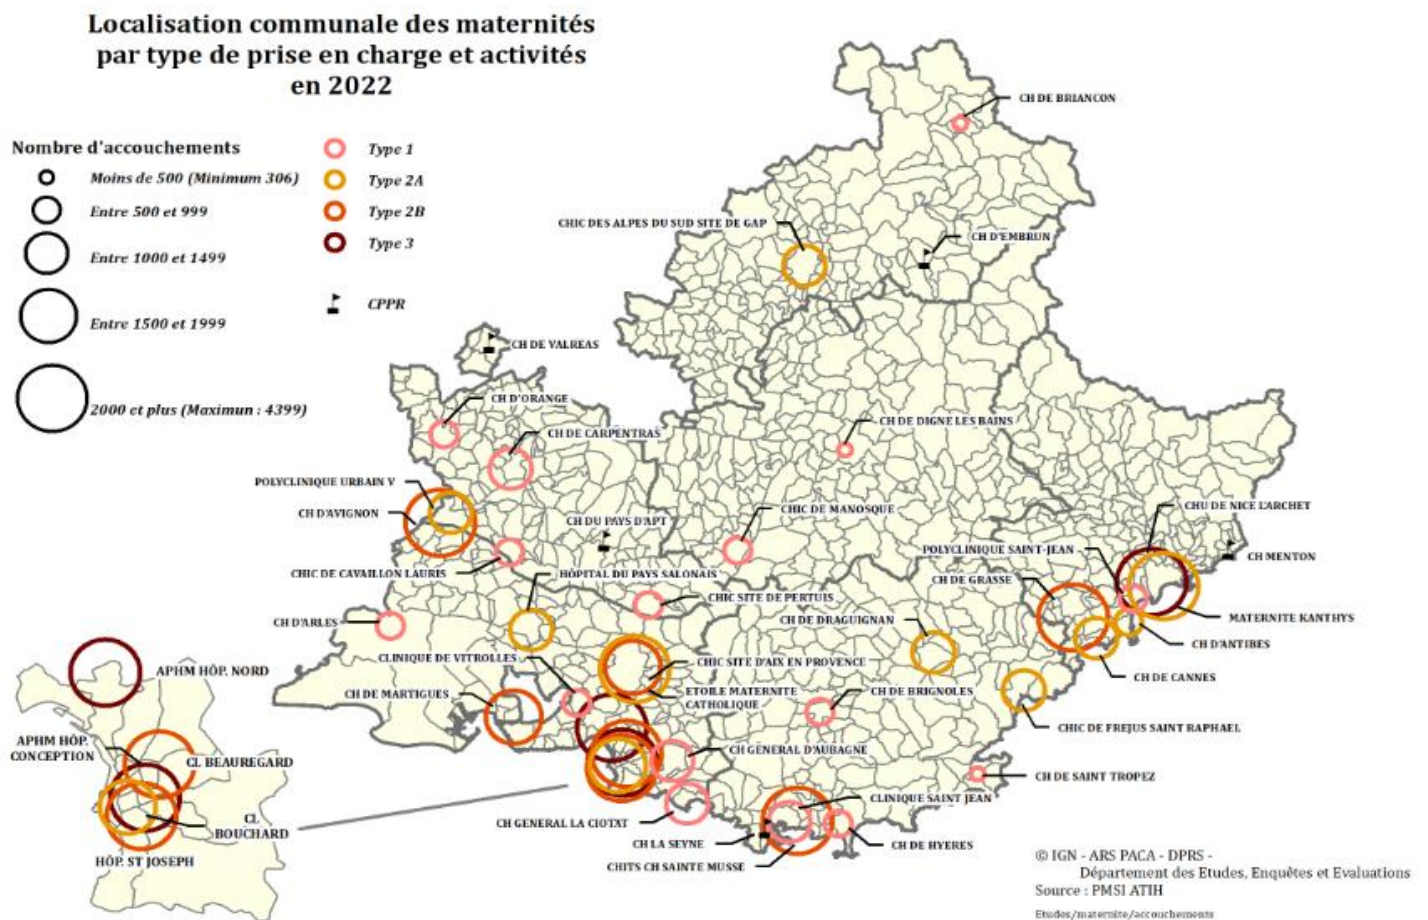 Localisation communale des maternités
par type de prise en charge et activités
en 2022
Nombre d'accouchements
Moins de 500 (Minimum 306)
Entre 500 et 999
Entre 1000 et 1499
Entre 1500 et 1999
2000 et plus (Maximun : 4399)
Type 1
Type 2A
Type 2B
Type 3
CPPR
CH DE BRIANCON
CHIC DES ALPES DU SUD SITE DE GAP
CH D'EMBRUN
CH DE VALREAS
CH D'ORANGE
CH DE CARPENTRAS
CH DE DIGNE LES BAINS
POLYCLINIQUE URBAIN V
CH D'AVIGNON
CH DU PAYS D'APT
CHIC DE MANOSQUE
CHU DE NICE L'ARCHET
POLYCLINIQUE SAINT-JEAN
CH MENTON
CHIC DE CAVAILLON LAURIS
HÔPITAL DU PAYS SALONAIS
CH DE GRASSE
CHIC SITE DE PERTUIS
MATERNITE KANTHYS
CH D'ARLES
CH DE DRAGUIGNAN
CH D'ANTIBES
CLINIQUE DE VITROLLES
CHIC SITE D'AIX EN PROVENCE
CH DE CANNES
CH DE MARTIGUES
ETOILE MATERNITE
CATHOLIQUE
CH DE BRIGNOLES
CHIC DE FREJUS SAINT RAPHAEL
APHM HÔP. NORD
APHM HÔP.
CONCEPTION
CL BEAUREGARD
CH GENERAL D'AUBAGNE
CH DE SAINT TROPEZ
CL
BOUCHARD
CH GENERAL LA CIOTAT
CLINIQUE SAINT JEAN
CH LA SEYNE
CH DE HYERES
HÔP. ST JOSEPH
CHITS CH SAINTE MUSSE
© IGN - ARS PACA - DPRS -
Département des Etudes, Enquêtes et Evaluations
Source : PMSI ATIH
Etudes/maternite/accouchements